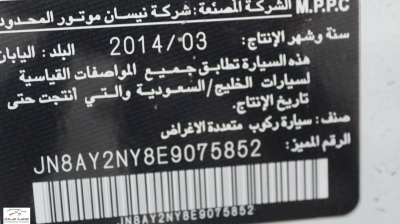 M.P.P.C الشركة المصنعة: شركة نيسان موتور المحدود
سنة وشهر الإنتاج: 2014/03 البلد: اليابان
هذه السيارة تطابق جميع المواصفات القياسية
لسيارات الخليج/السعودية والتي أنتجت حتى
تاريخ الإنتاج.
صنف: سيارة ركوب متعددة الاغراض
الرقم المميز:
JN8AY2NY8E9075852
JN8AY2NY8E9075852